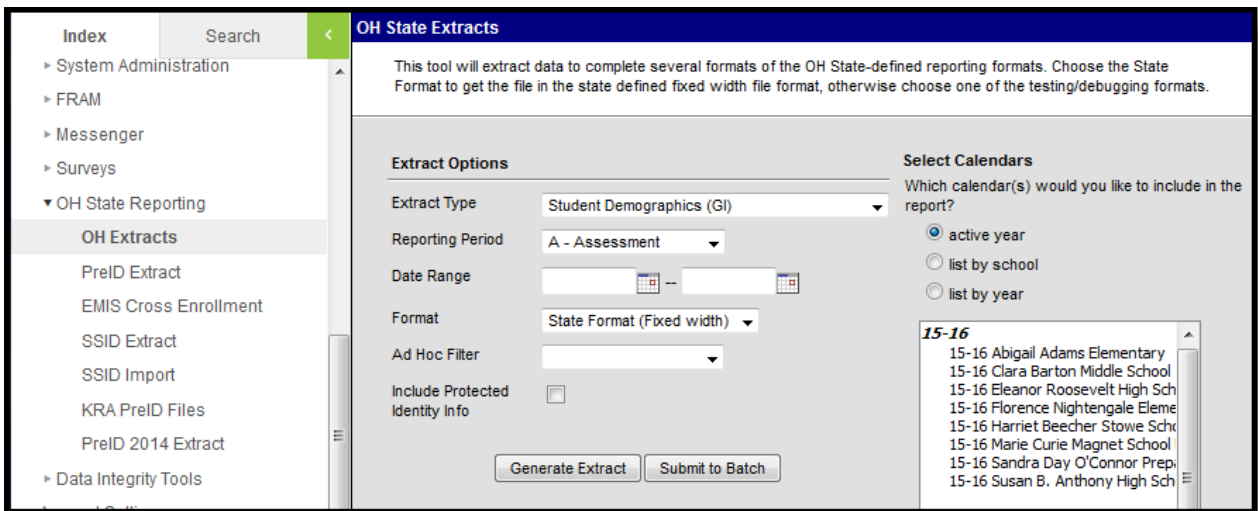 Index
Search
System Administration
FRAM
Messenger
Surveys
OH State Reporting
OH Extracts
PreID Extract
EMIS Cross Enrollment
SSID Extract
SSID Import
KRA PreID Files
PreID 2014 Extract
Data Integrity Tools
OH State Extracts
This tool will extract data to complete several formats of the OH State-defined reporting formats. Choose the State
Format to get the file in the state defined fixed width file format, otherwise choose one of the testing/debugging formats.
Extract Options
Extract Type
Student Demographics (GI)
Reporting Period
A - Assessment
Date Range
--
Format
State Format (Fixed width)
Ad Hoc Filter
Include Protected
Identity Info
Generate Extract
Submit to Batch
Select Calendars
Which calendar(s) would you like to include in the
report?
active year
list by school
list by year
15-16
15-16 Abigail Adams Elementary
15-16 Clara Barton Middle School
15-16 Eleanor Roosevelt High Sch
15-16 Florence Nightengale Eleme
15-16 Harriet Beecher Stowe Scho
15-16 Marie Curie Magnet School
15-16 Sandra Day O'Connor Prepa
15-16 Susan B. Anthony High Sch